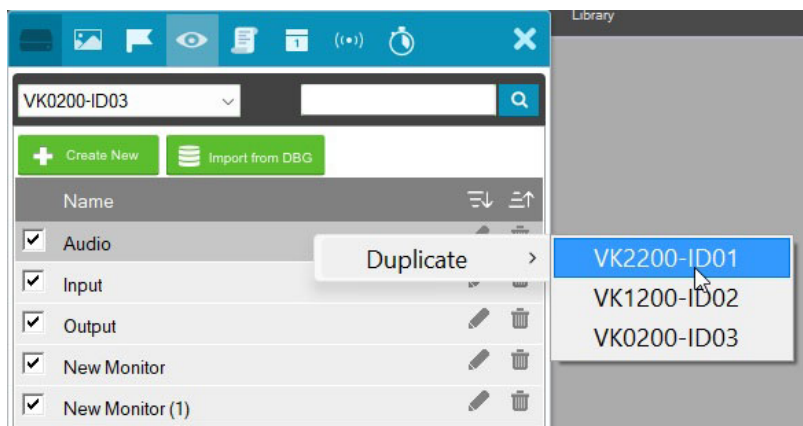 Library
1
VK0200-ID03
Create New
Import from DBG
Name
Audio
Duplicate
VK2200-ID01
VK1200-ID02
VK0200-ID03
Input
Output
New Monitor
New Monitor (1)